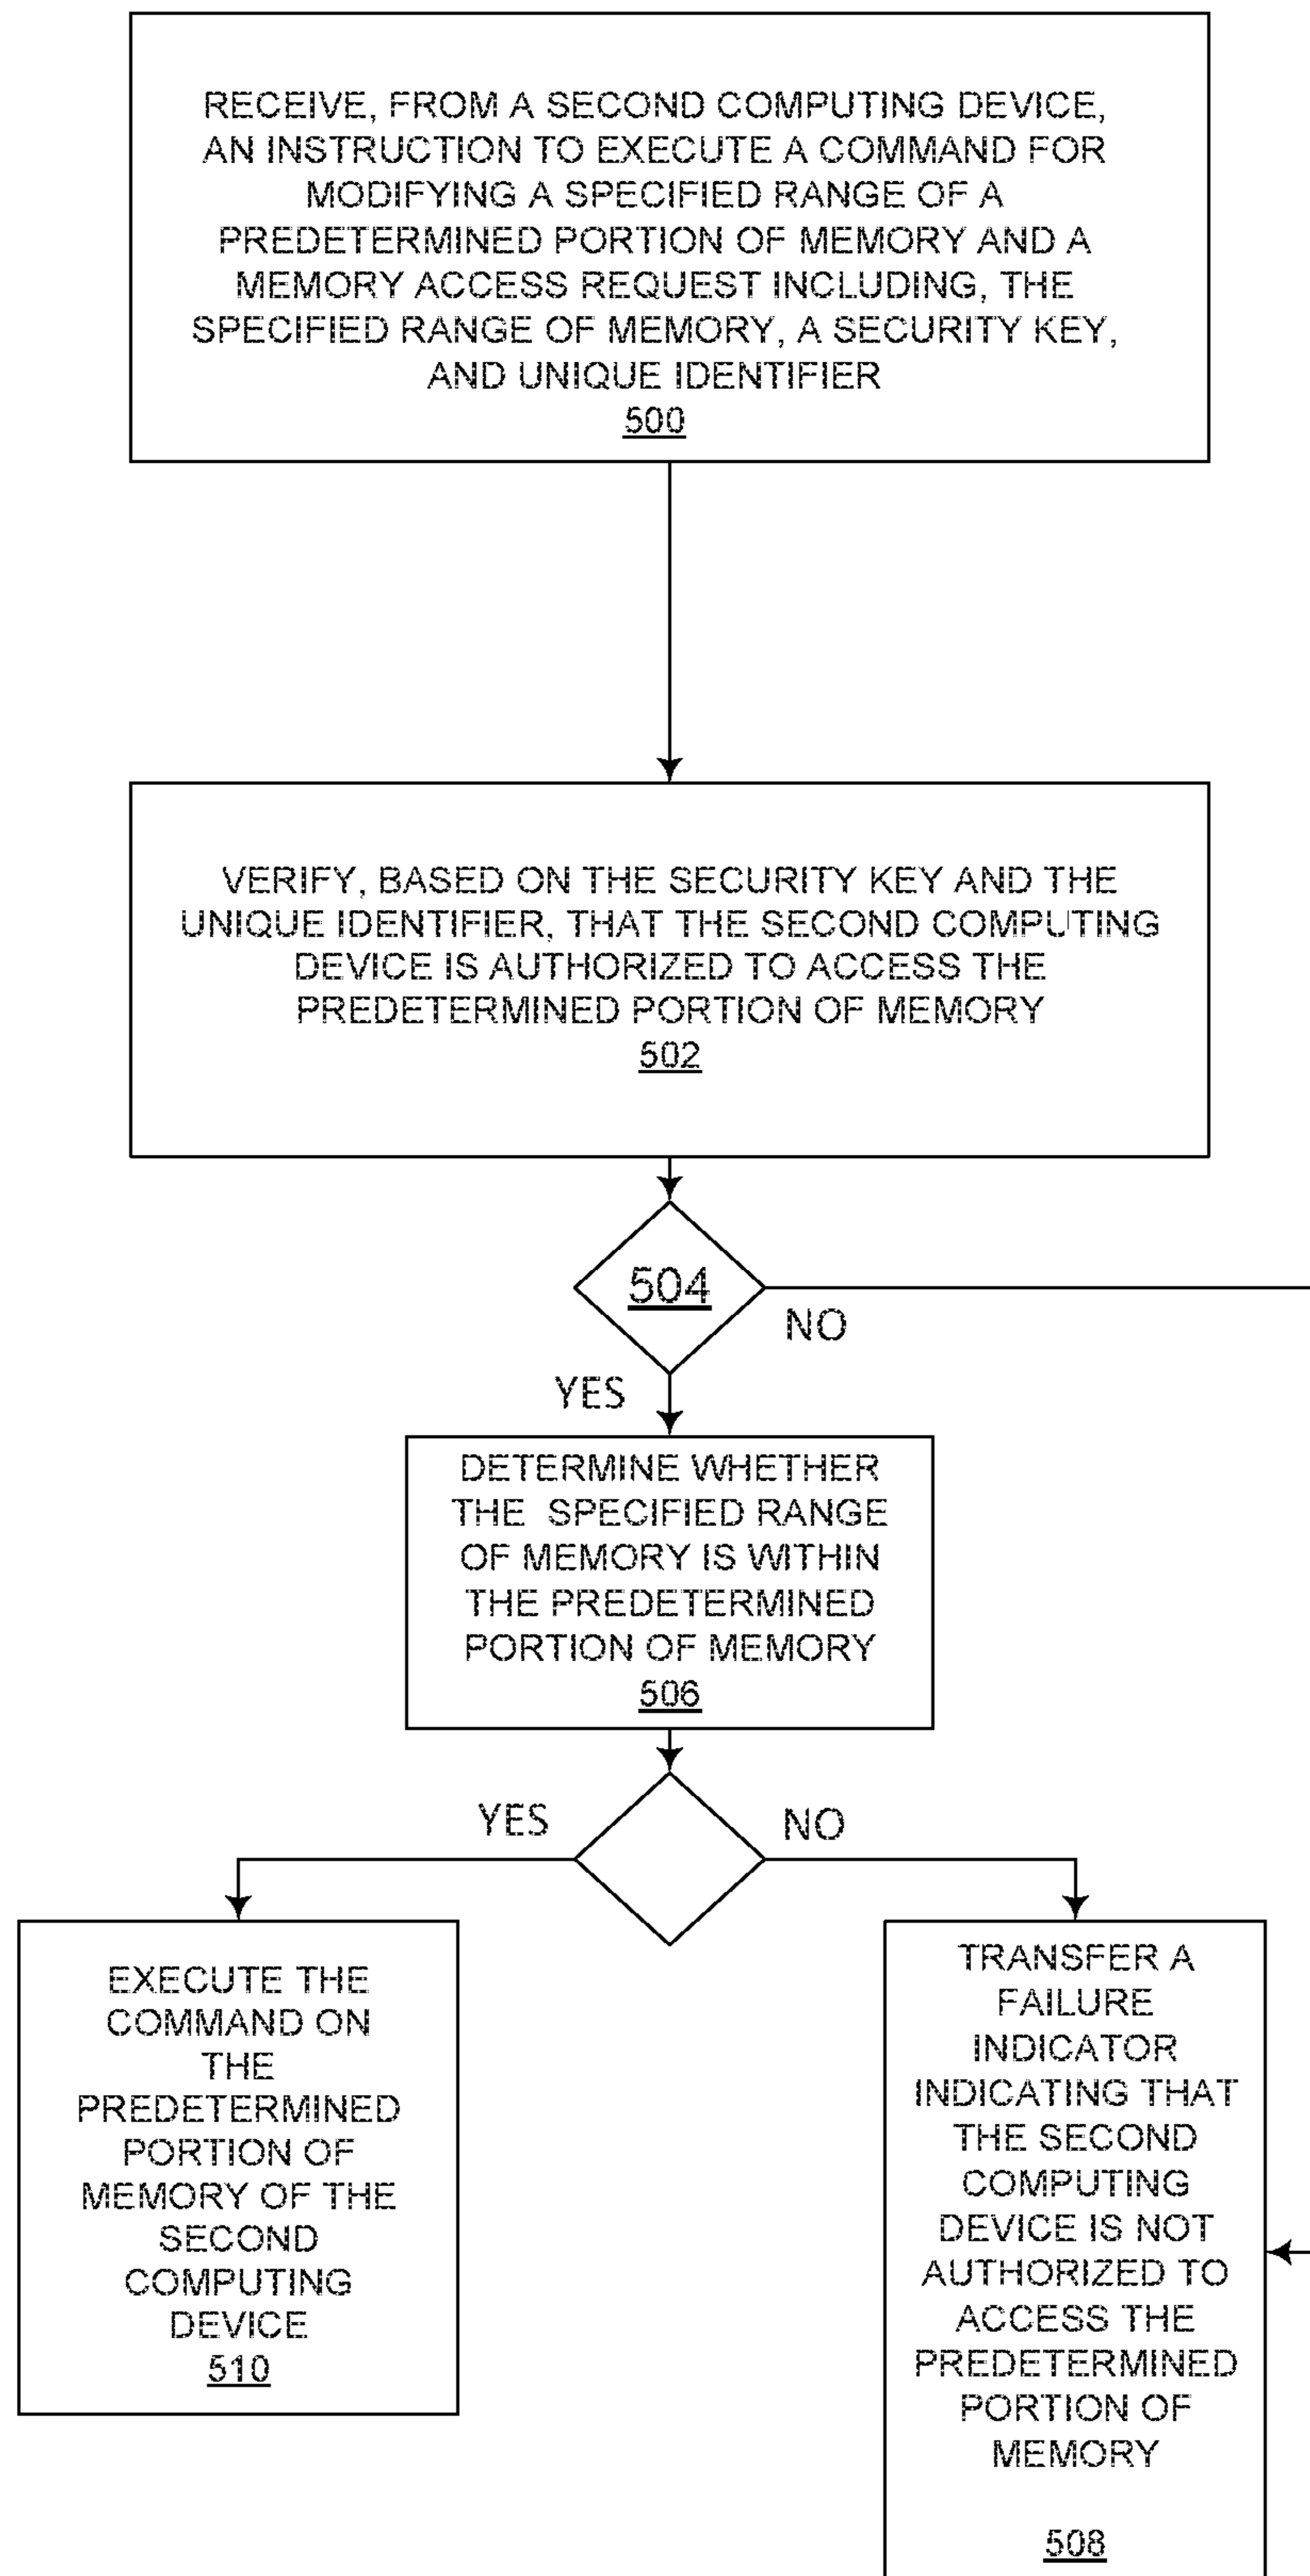 RECEIVE, FROM A SECOND COMPUTING DEVICE,
AN INSTRUCTION TO EXECUTE A COMMAND FOR
MODIFYING A SPECIFIED RANGE OF A
PREDETERMINED PORTION OF MEMORY AND A
MEMORY ACCESS REQUEST INCLUDING, THE
SPECIFIED RANGE OF MEMORY, A SECURITY KEY,
AND UNIQUE IDENTIFIER
500
VERIFY, BASED ON THE SECURITY KEY AND THE
UNIQUE IDENTIFIER, THAT THE SECOND COMPUTING
DEVICE IS AUTHORIZED TO ACCESS THE
PREDETERMINED PORTION OF MEMORY
502
504
NO
YES
DETERMINE WHETHER
THE SPECIFIED RANGE
OF MEMORY IS WITHIN
THE PREDETERMINED
PORTION OF MEMORY
506
YES
NO
EXECUTE THE
COMMAND ON
THE
PREDETERMINED
PORTION OF
MEMORY OF THE
SECOND
COMPUTING
DEVICE
510
TRANSFER A
FAILURE
INDICATOR
INDICATING THAT
THE SECOND
COMPUTING
DEVICE IS NOT
AUTHORIZED TO
ACCESS THE
PREDETERMINED
PORTION OF
MEMORY
508